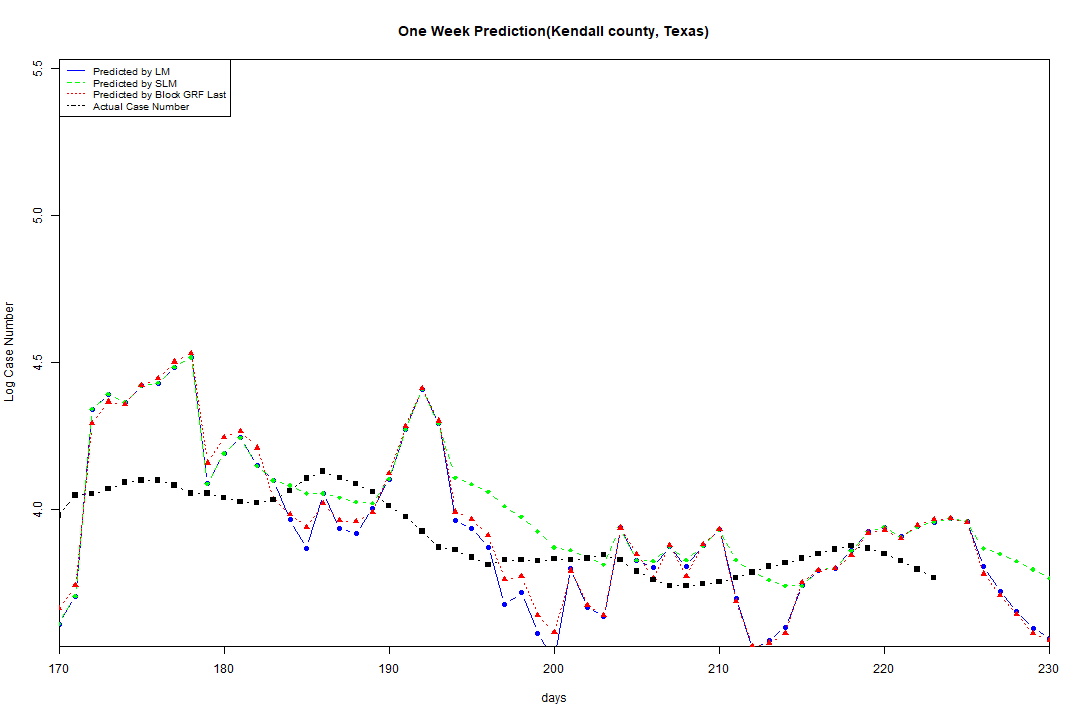 One Week Prediction(Kendall county, Texas)
Predicted by LM
Predicted by SLM
Predicted by Block GRF Last
Actual Case Number
5.5
5.0
4.5
4.0
Log Case Number
170 180 190 200 210 220 230
days